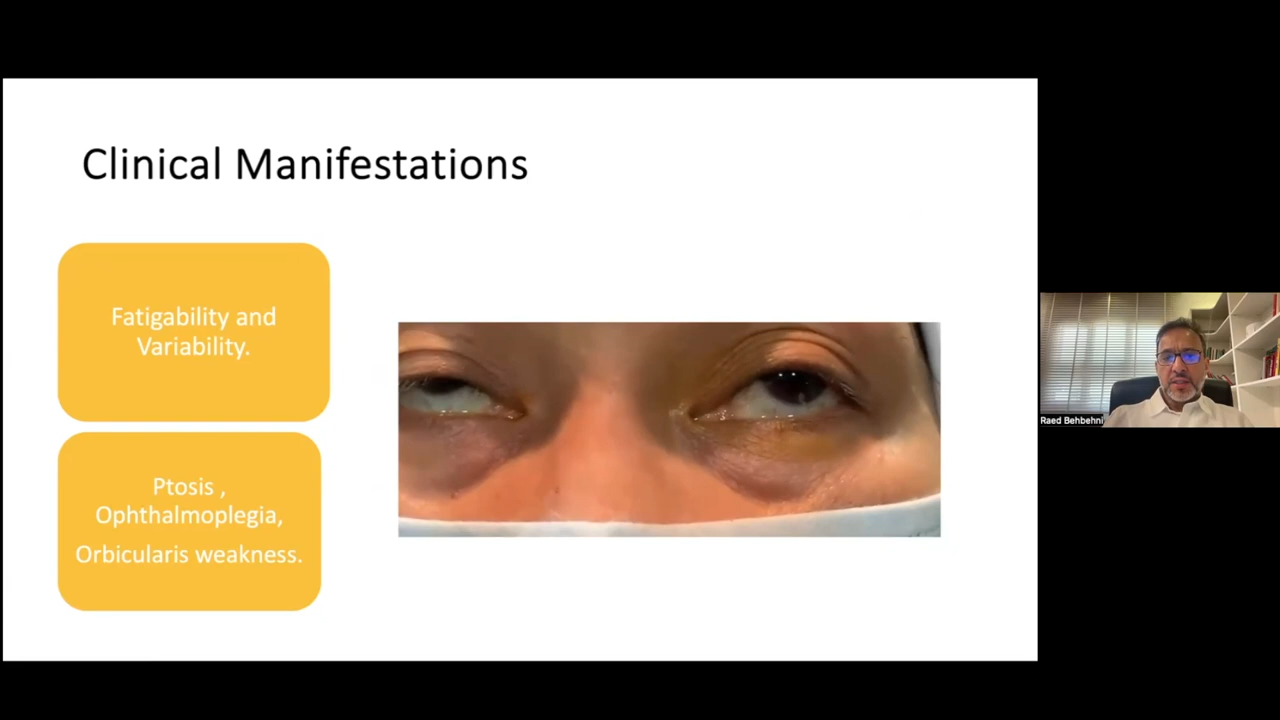 Clinical Manifestations
Fatigability and
Variability.
Ptosis ,
Ophthalmoplegia,
Orbicularis weakness.
Raed Behbehni